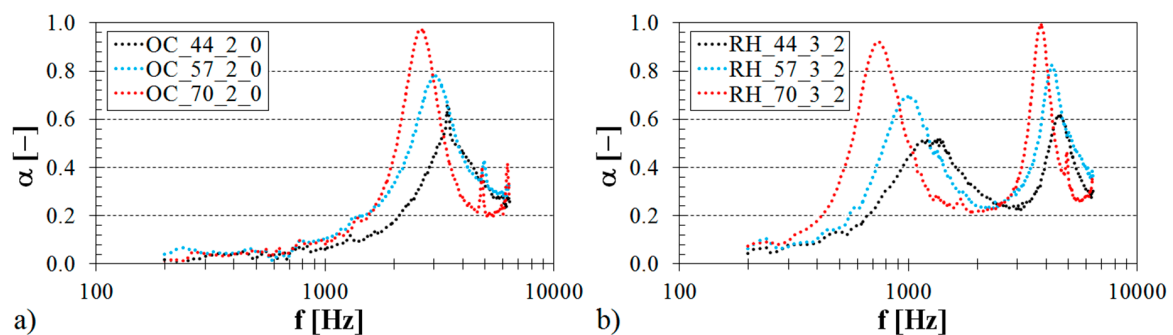 1.0
0.8
0.6
0.4
0.2
0.0
α [−]
OC_44_2_0
OC_57_2_0
OC_70_2_0
100
1000
10000
f [Hz]
a)
1.0
0.8
0.6
0.4
0.2
0.0
α [−]
RH_44_3_2
RH_57_3_2
RH_70_3_2
100
1000
10000
f [Hz]
b)